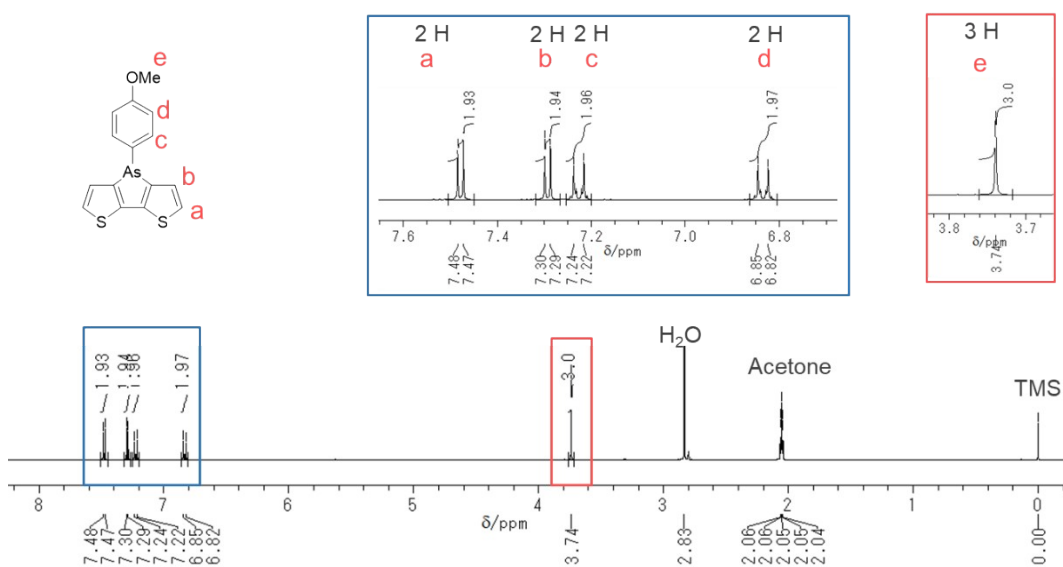 e
OMe
d
c
As
b
a
S S
2 H 2 H 2 H 2 H
a b c d
1.93 1.94 1.96 1.97
7.6 7.4 7.2 7.0 6.8
δ/ppm
7.48 7.47 7.30 7.29 7.24 7.22 6.85 6.82
3 H
e
3.0
3.8 3.7
δ/ppm
3.74
1.93 1.94 1.96 1.97
3.0
H2O
Acetone
TMS
8 7 6 5 4 3 2 1 0
δ/ppm
7.48 7.47 7.30 7.29 7.24 7.22 6.85 6.82 3.74 2.83 2.06 2.06 2.05 2.05 2.04 0.00